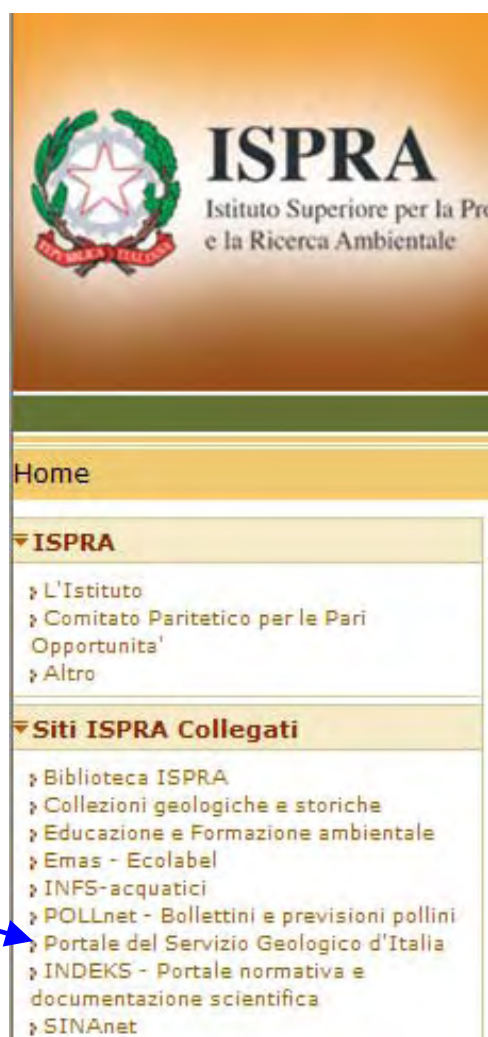 ISPRA
Istituto Superiore per la Pro
e la Ricerca Ambientale
REPVBBLICA ITALIANA
Home
ISPRA
L'Istituto
Comitato Paritetico per le Pari
Opportunita'
Altro
Siti ISPRA Collegati
Biblioteca ISPRA
Collezioni geologiche e storiche
Educazione e Formazione ambientale
Emas - Ecolabel
INFS-acquatici
POLLnet - Bollettini e previsioni pollini
Portale del Servizio Geologico d'Italia
INDEKS - Portale normativa e
documentazione scientifica
SINAnet